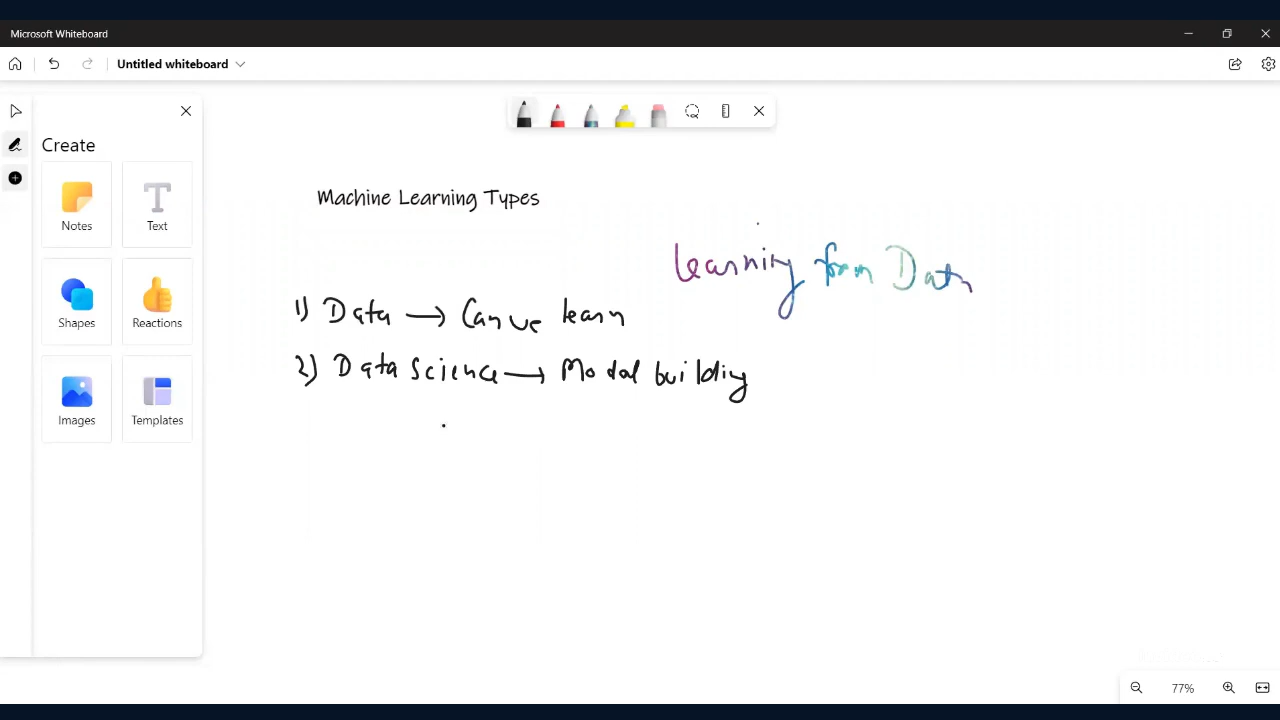 Microsoft Whiteboard
Untitled whiteboard
Create
Notes
Text
Shapes
Reactions
Images
Templates
Machine Learning Types
Learning from Data
1) Data → Can we learn
2) Data Science → Modal building
77%